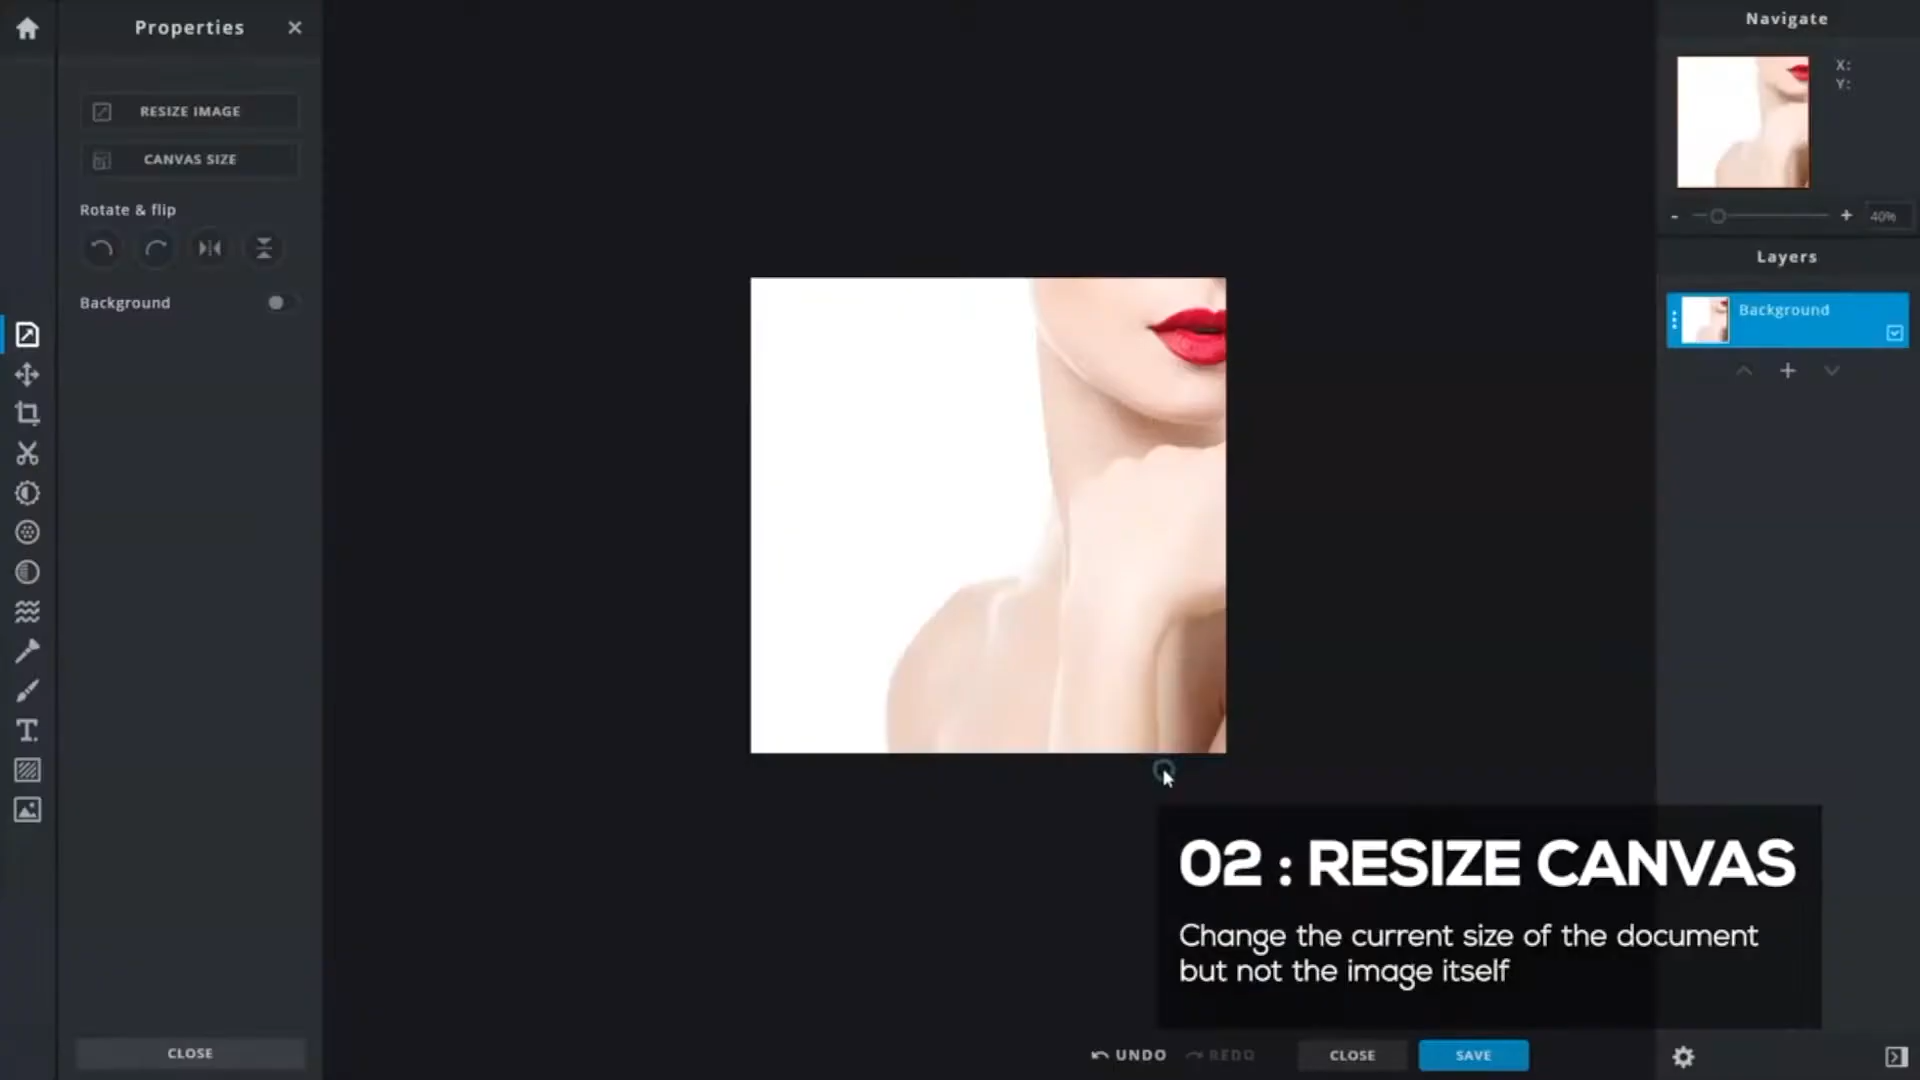 Properties
RESIZE IMAGE
CANVAS SIZE
Rotate & flip
Background
CLOSE
Navigate
X:
Y:
- + 40%
Layers
Background
02 : RESIZE CANVAS
Change the current size of the document
but not the image itself
UNDO REDO CLOSE SAVE